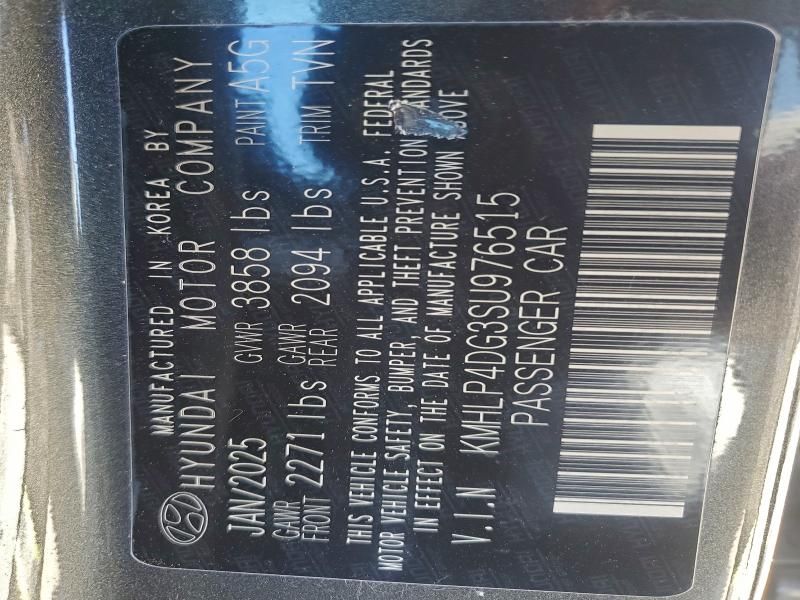 MANUFACTURED IN KOREA BY
HYUNDAI MOTOR COMPANY
JAN/2025 GVWR 3858 lbs PAINT A5G
GAWR FRONT 2271 lbs GAWR REAR 2094 lbs TRIM TVN
THIS VEHICLE CONFORMS TO ALL APPLICABLE U.S.A. FEDERAL
MOTOR VEHICLE SAFETY, BUMPER, AND THEFT PREVENTION STANDARDS
IN EFFECT ON THE DATE OF MANUFACTURE SHOWN ABOVE
V.I.N KMHLP4DG3SU976515
PASSENGER CAR